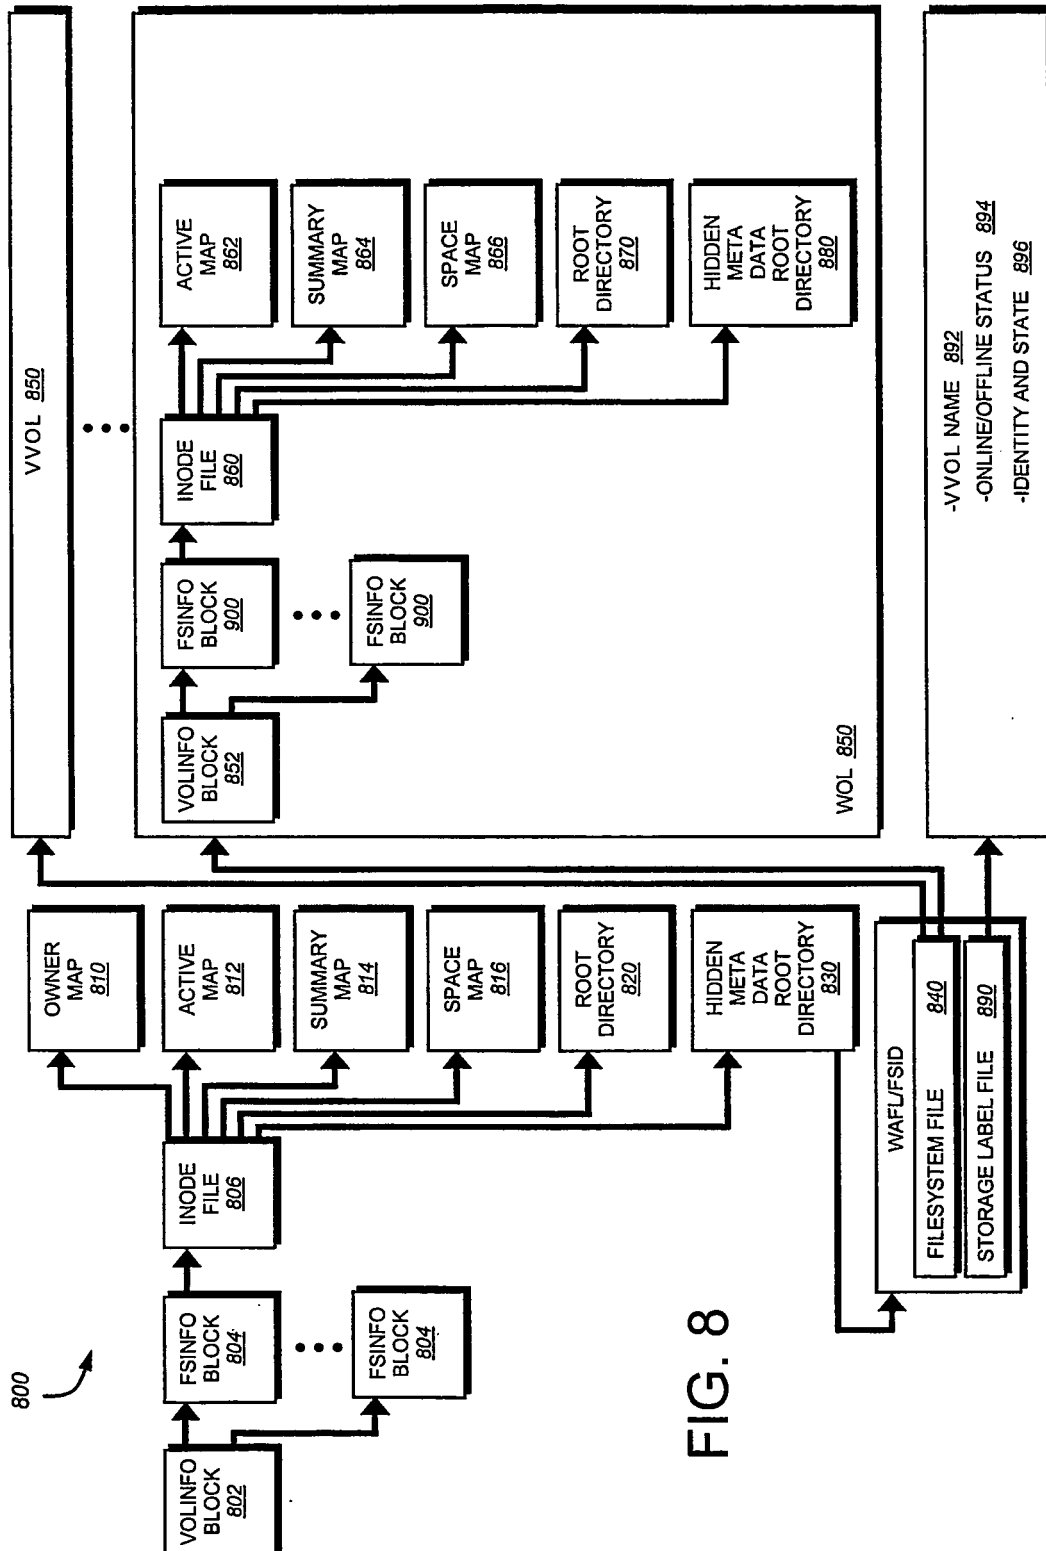 800
VOLINFO
BLOCK
802
FSINFO
BLOCK
804
FSINFO
BLOCK
804
INODE
FILE
806
OWNER
MAP
810
ACTIVE
MAP
812
SUMMARY
MAP
814
SPACE
MAP
816
ROOT
DIRECTORY
820
HIDDEN
META
DATA
ROOT
DIRECTORY
830
WAFL/FSID
FILESYSTEM FILE 840
STORAGE LABEL FILE 890
VVOL 850
VOLINFO
BLOCK
852
FSINFO
BLOCK
900
FSINFO
BLOCK
900
INODE
FILE
860
ACTIVE
MAP
862
SUMMARY
MAP
864
SPACE
MAP
866
ROOT
DIRECTORY
870
HIDDEN
META
DATA
ROOT
DIRECTORY
880
VVOL 850
-VVOL NAME 892
-ONLINE/OFFLINE STATUS 894
-IDENTITY AND STATE 896
FIG. 8